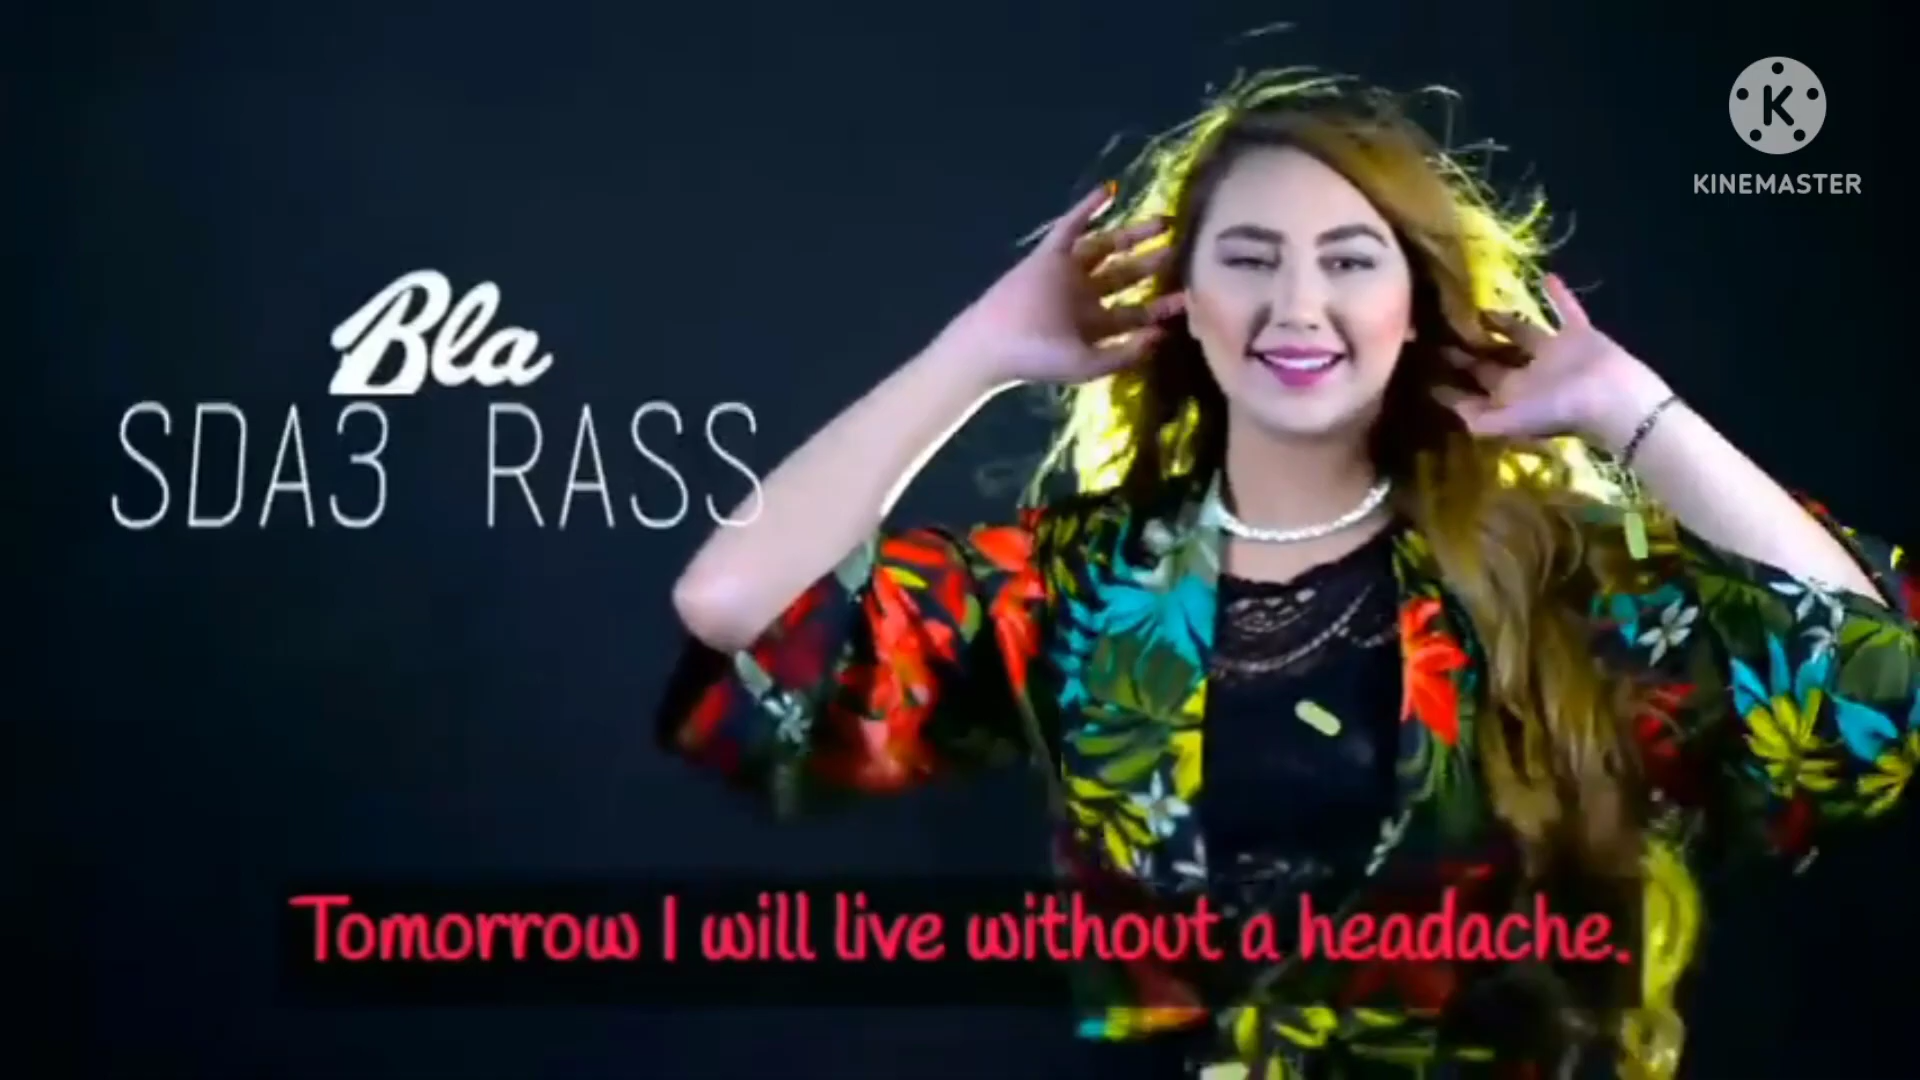 K
KINEMASTER
Bla
SDA3 RASS
Tomorrow I will live without a headache.